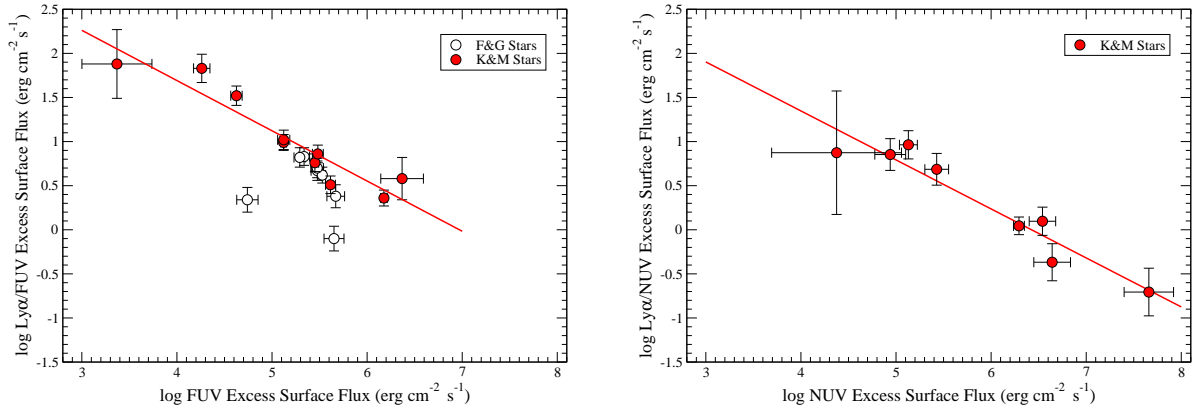 2.5
2
1.5
1
0.5
0
-0.5
-1
-1.5
3 4 5 6 7 8
log Lyα/FUV Excess Surface Flux (erg cm⁻² s⁻¹)
log FUV Excess Surface Flux (erg cm⁻² s⁻¹)
F&G Stars
K&M Stars
2.5
2
1.5
1
0.5
0
-0.5
-1
-1.5
3 4 5 6 7 8
log Lyα/NUV Excess Surface Flux (erg cm⁻² s⁻¹)
log NUV Excess Surface Flux (erg cm⁻² s⁻¹)
K&M Stars